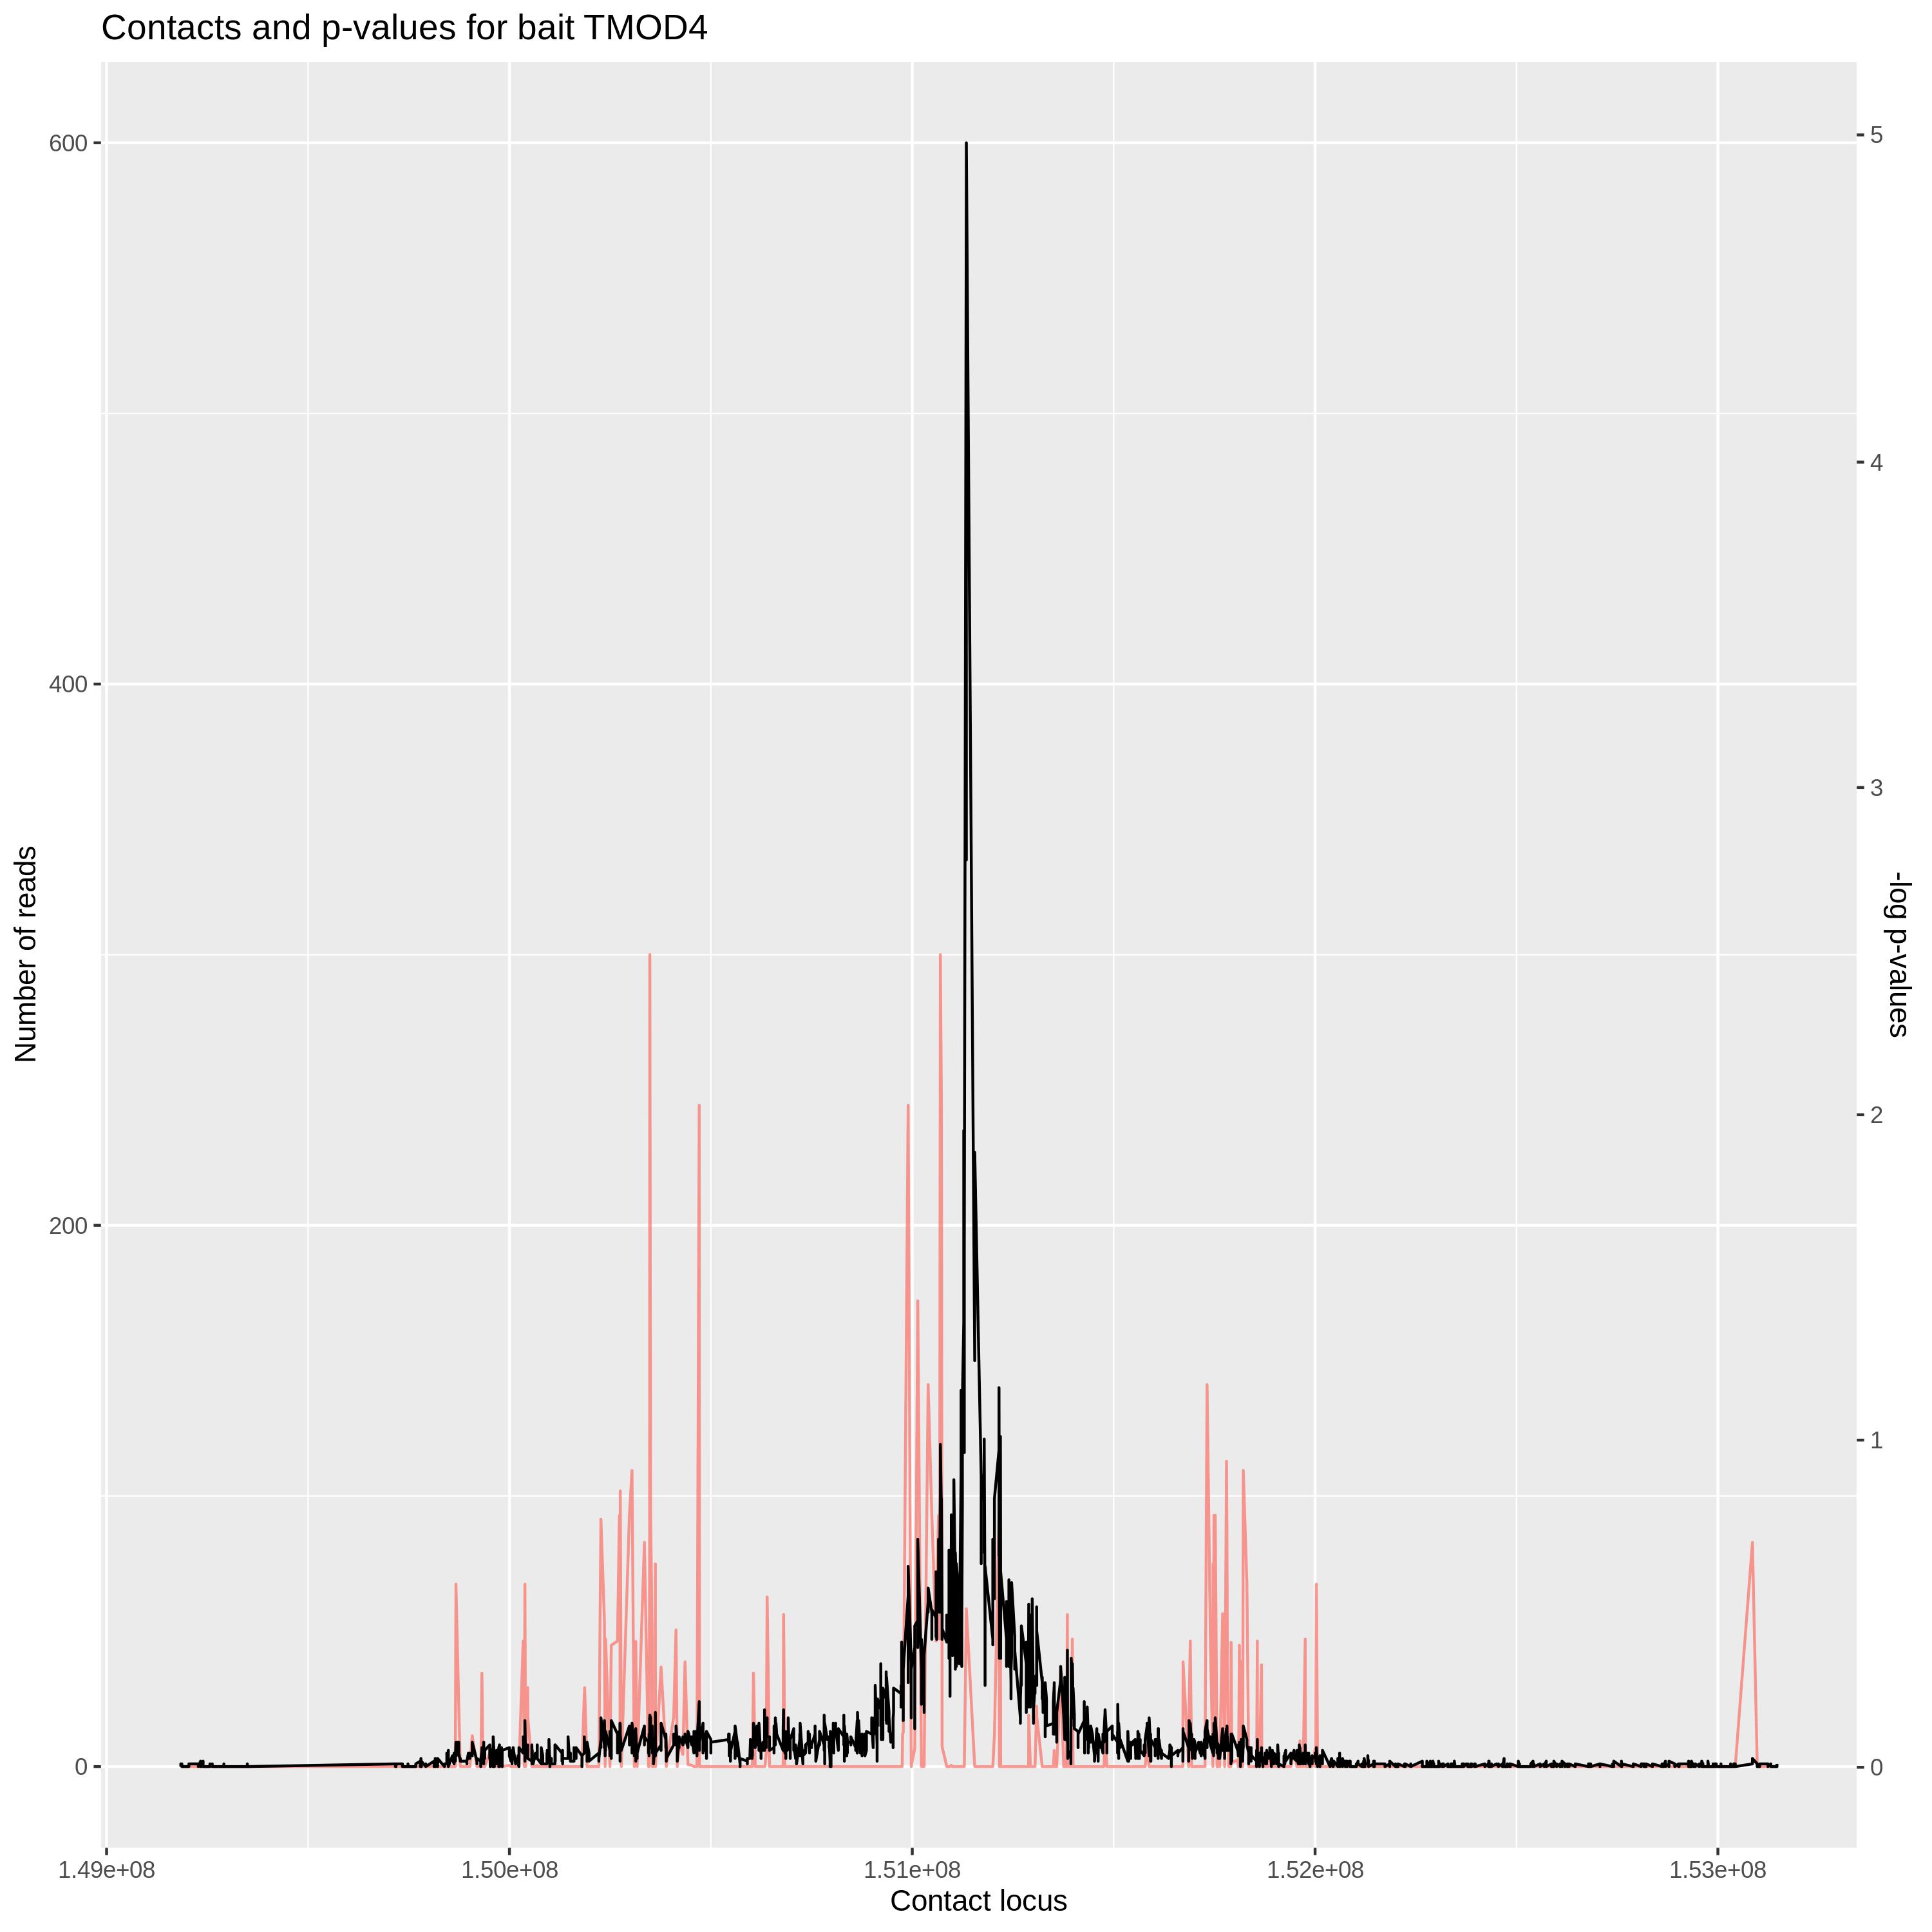 Contacts and p-values for bait TMOD4
600
400
200
0
Number of reads
5
4
3
2
1
0
-log p-values
1.49e+08
1.50e+08
1.51e+08
1.52e+08
1.53e+08
Contact locus